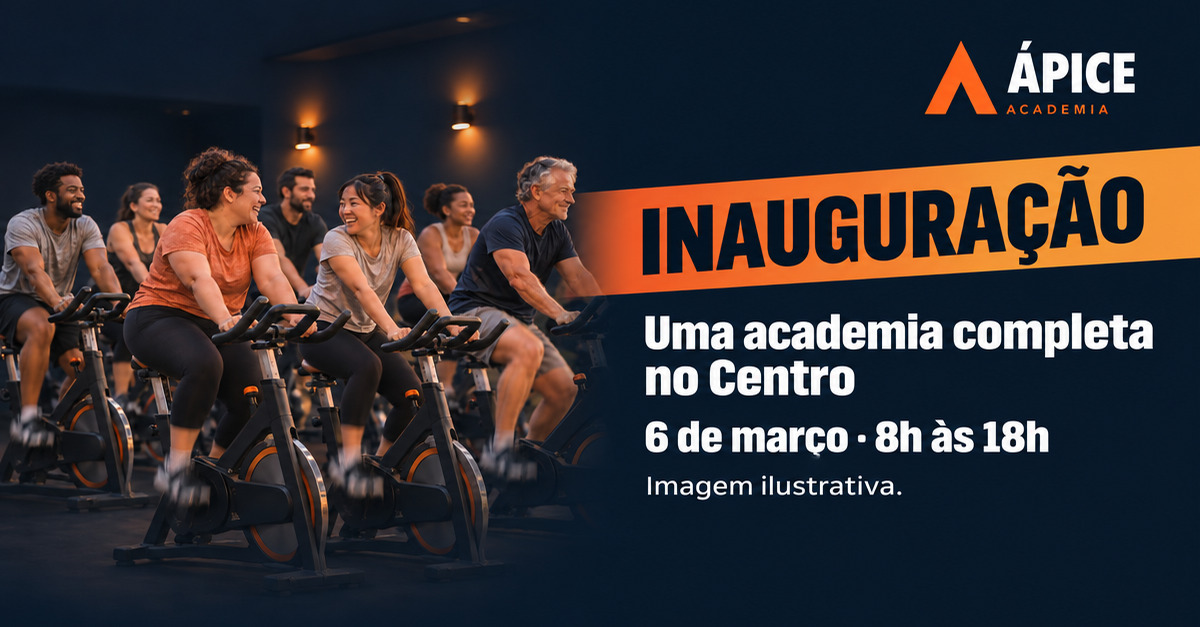 ÁPICE
ACADEMIA
INAUGURAÇÃO
Uma academia completa
no Centro
6 de março · 8h às 18h
Imagem ilustrativa.